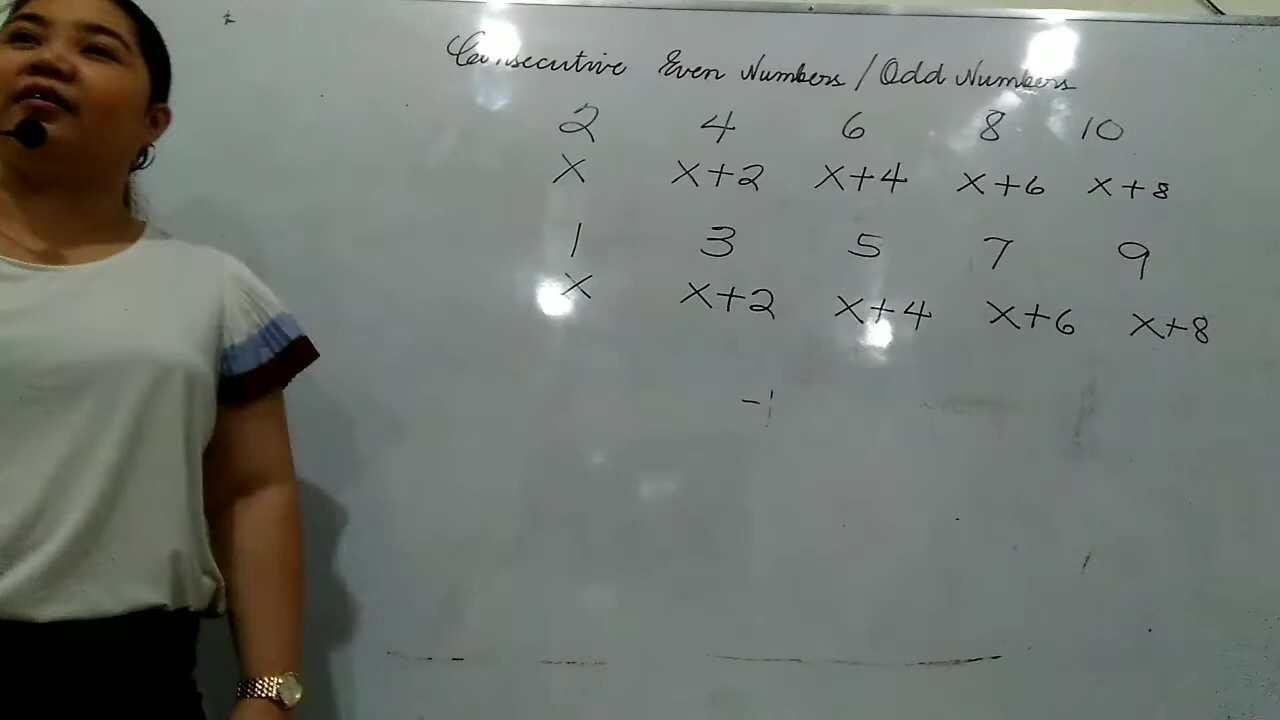 Consecutive Even Numbers / Odd Numbers
2 4 6 8 10
x x+2 x+4 x+6 x+8
1 3 5 7 9
x x+2 x+4 x+6 x+8
-1